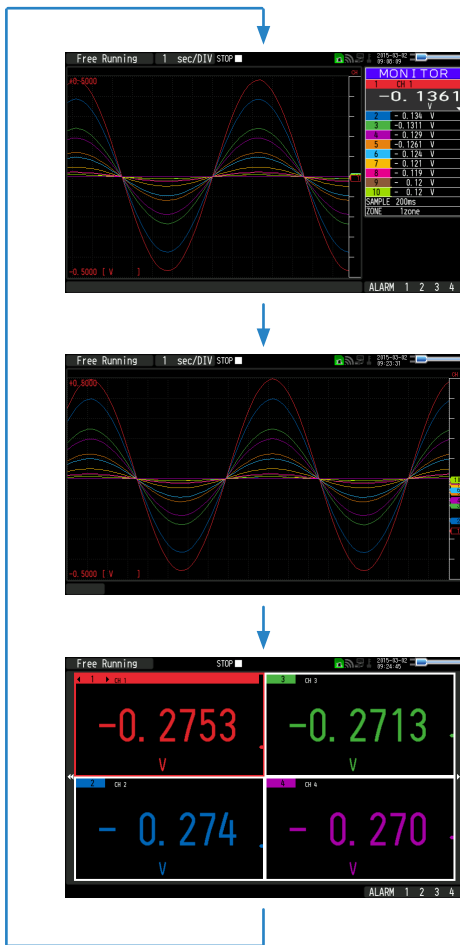 Free Running 1 sec/DIV STOP 2015-03-02 09:08:09
+0.5000 CH MONITOR
1 CH 1
-0. 1361
V
2 - 0.134 V
3 -0.1311 V
4 - 0.129 V
5 -0.1261 V
6 - 0.124 V
7 - 0.121 V
8 - 0.119 V
9 - 0.12 V
10 - 0.12 V
SAMPLE 200ms
ZONE 1zone
-0.5000 [ V ]
ALARM 1 2 3 4
Free Running 1 sec/DIV STOP 2015-03-02 09:23:31
CH
-0.5000 [ V ]
Free Running STOP 2015-03-02 09:24:45
1 CH 1 3 CH 3
-0. 2753 -0. 2713
V V
2 CH 2 4 CH 4
- 0. 274 - 0. 270
V V
ALARM 1 2 3 4